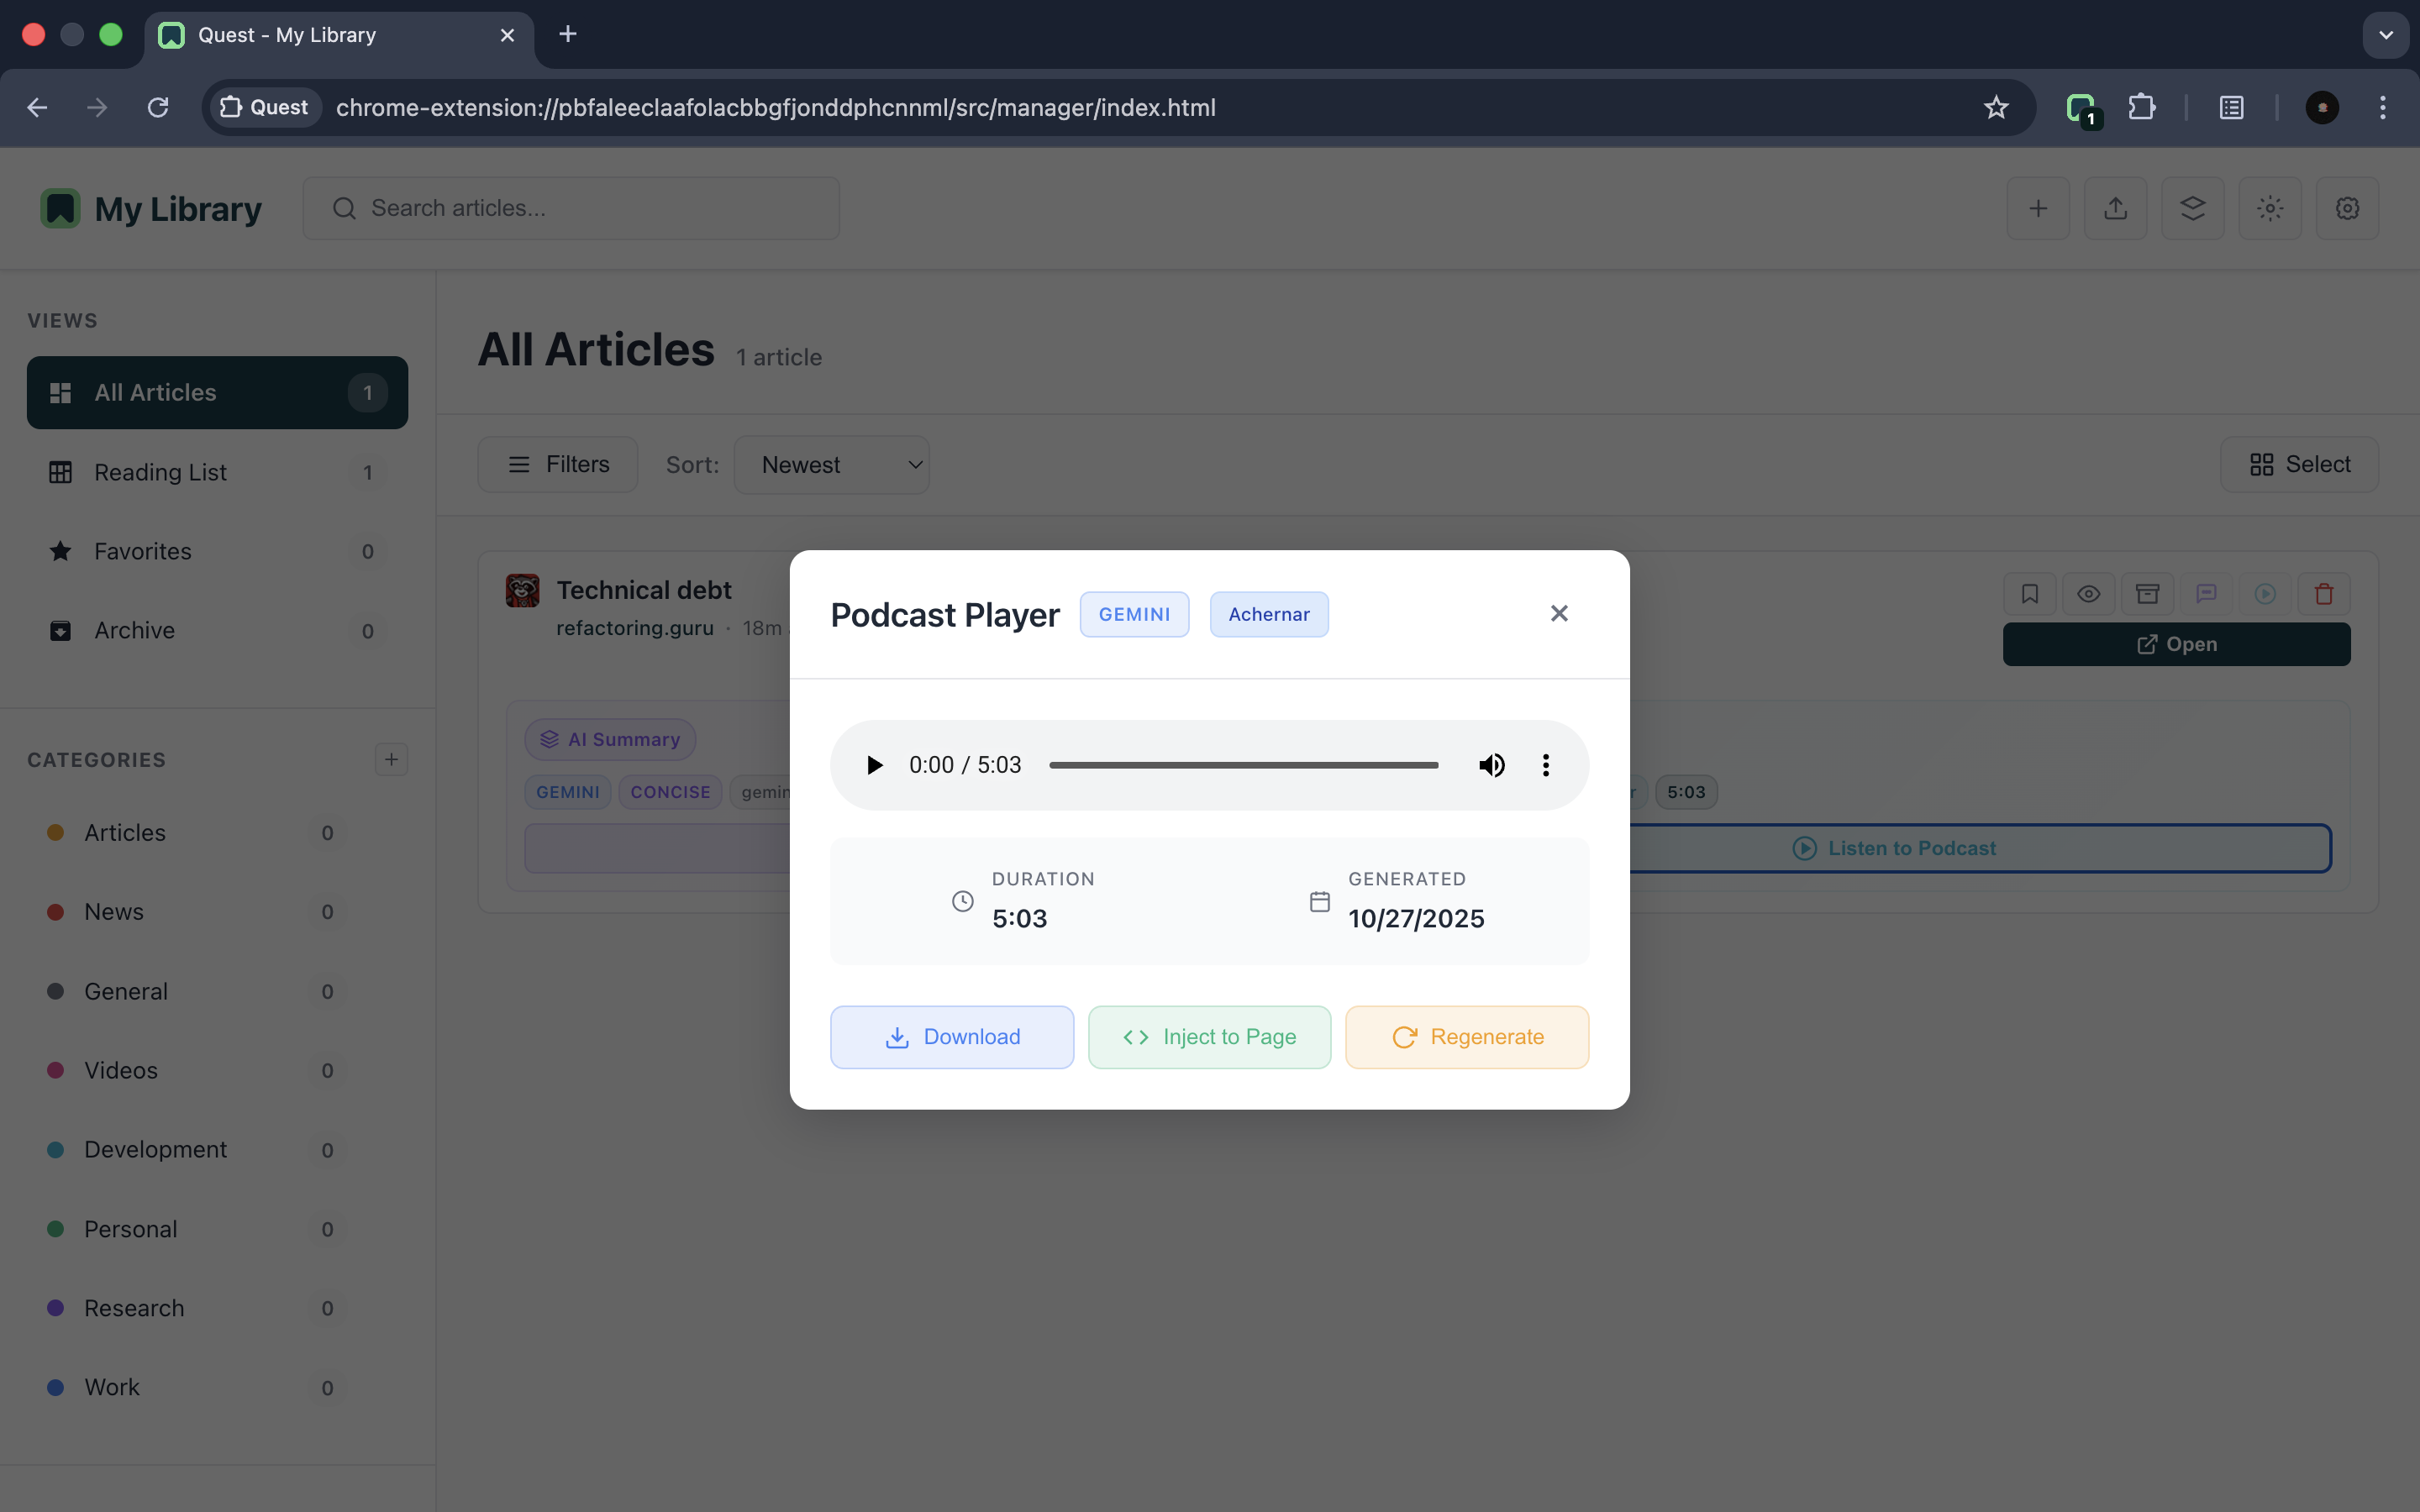 Quest - My Library
Quest
chrome-extension://pbfaleeclaafolacbbgfjonddphcnnml/src/manager/index.html
1
My Library
Search articles...
VIEWS
All Articles 1
Reading List 1
Favorites 0
Archive 0
CATEGORIES
Articles 0
News 0
General 0
Videos 0
Development 0
Personal 0
Research 0
Work 0
All Articles 1 article
Filters Sort: Newest Select
Technical debt
refactoring.guru · 18m
Open
AI Summary
GEMINI CONCISE
5:03
Listen to Podcast
Podcast Player GEMINI Achernar
0:00 / 5:03
DURATION
5:03
GENERATED
10/27/2025
Download Inject to Page Regenerate